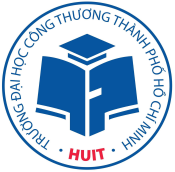 TRƯỜNG ĐẠI HỌC CÔNG THƯƠNG THÀNH PHỐ HỒ CHÍ MINH
HUIT